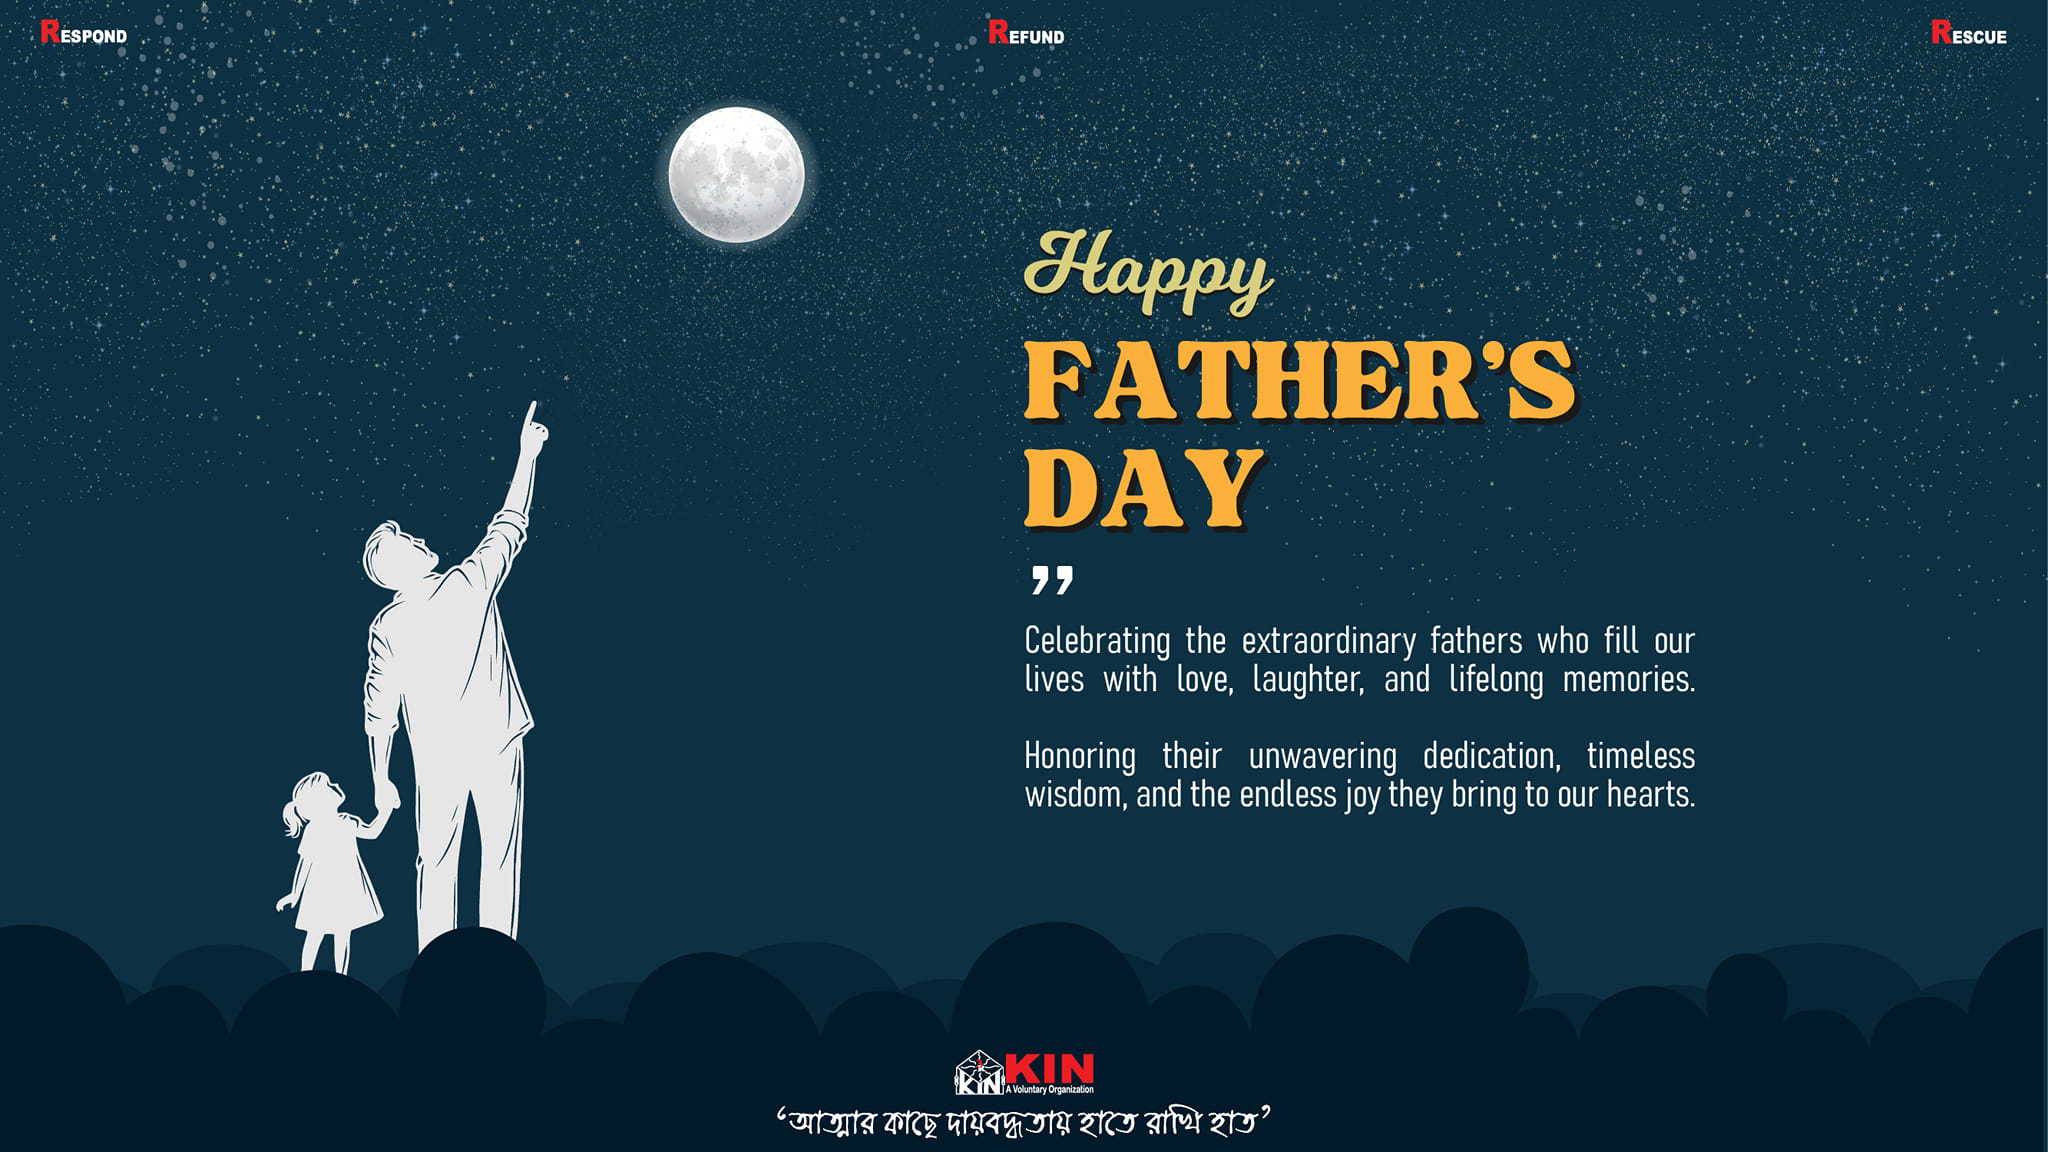 RESPOND
REFUND
RESCUE
Happy
FATHER’S
DAY
”
Celebrating the extraordinary fathers who fill our
lives with love, laughter, and lifelong memories.
Honoring their unwavering dedication, timeless
wisdom, and the endless joy they bring to our hearts.
KIN
KIN
A Voluntary Organization
‘আত্মার কাছে দায়বদ্ধতায় হাতে রাখি হাত’